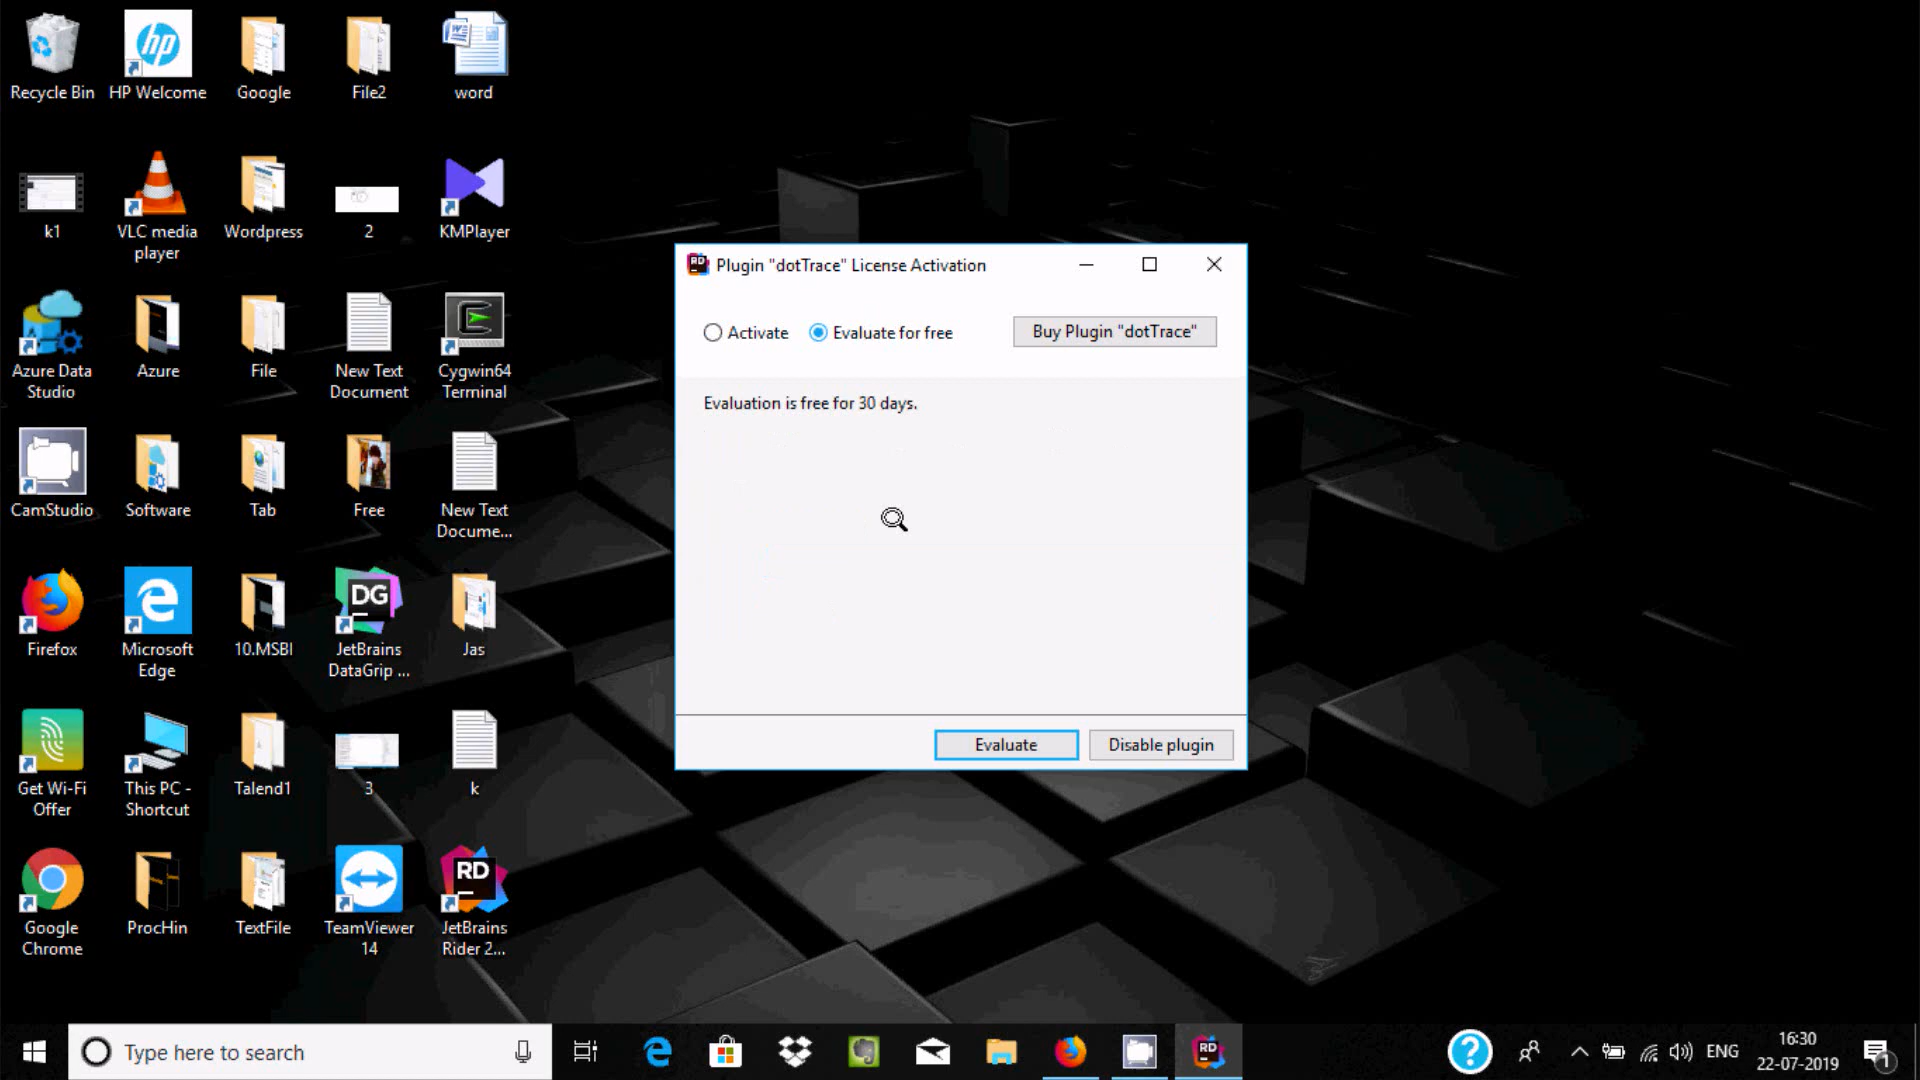 Recycle Bin
HP Welcome
Google
File2
word
k1
VLC media
player
Wordpress
2
KMPlayer
Azure Data
Studio
Azure
File
New Text
Document
Cygwin64
Terminal
CamStudio
Software
Tab
Free
New Text
Docume...
Firefox
Microsoft
Edge
10.MSBI
DG
JetBrains
DataGrip ...
Jas
Get Wi-Fi
Offer
This PC -
Shortcut
Talend1
3
k
Google
Chrome
ProcHin
TextFile
TeamViewer
14
RD
JetBrains
Rider 2...
hp
RD
Plugin "dotTrace" License Activation
Activate
Evaluate for free
Buy Plugin "dotTrace"
Evaluation is free for 30 days.
Evaluate
Disable plugin
Type here to search
RD
?
ENG
16:30
22-07-2019
1